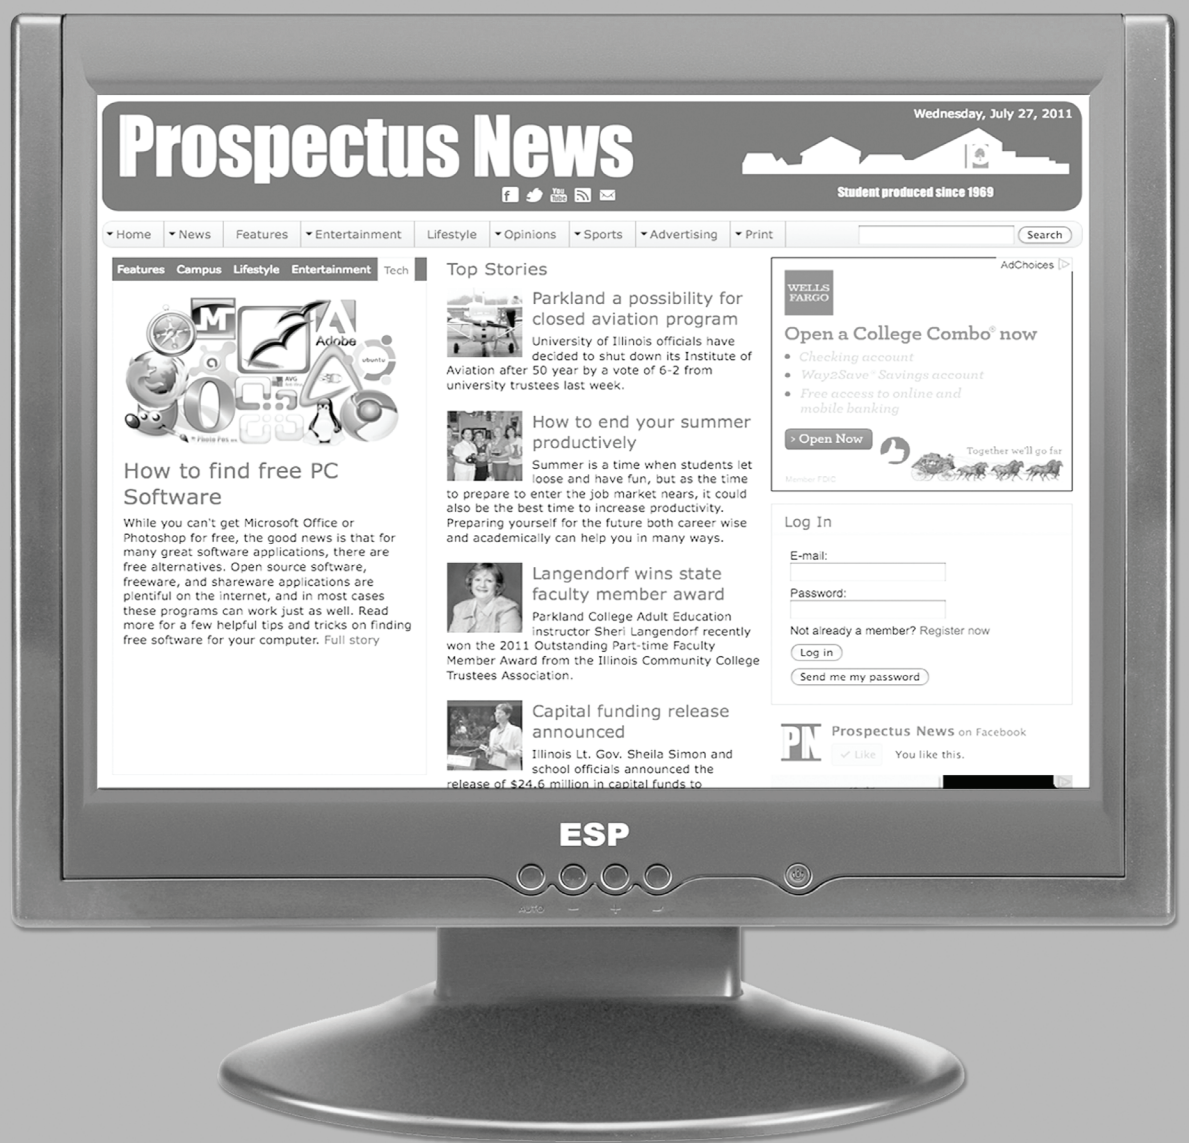 Prospectus News
Wednesday, July 27, 2011
Student produced since 1969
Home News Features Entertainment Lifestyle Opinions Sports Advertising Print Search
Features Campus Lifestyle Entertainment Tech
Adobe
ubuntu
AVG
How to find free PC
Software
While you can't get Microsoft Office or
Photoshop for free, the good news is that for
many great software applications, there are
free alternatives. Open source software,
freeware, and shareware applications are
plentiful on the internet, and in most cases
these programs can work just as well. Read
more for a few helpful tips and tricks on finding
free software for your computer. Full story
Top Stories
Parkland a possibility for
closed aviation program
University of Illinois officials have
decided to shut down its Institute of
Aviation after 50 year by a vote of 6-2 from
university trustees last week.
How to end your summer
productively
Summer is a time when students let
loose and have fun, but as the time
to prepare to enter the job market nears, it could
also be the best time to increase productivity.
Preparing yourself for the future both career wise
and academically can help you in many ways.
Langendorf wins state
faculty member award
Parkland College Adult Education
instructor Sheri Langendorf recently
won the 2011 Outstanding Part-time Faculty
Member Award from the Illinois Community College
Trustees Association.
Capital funding release
announced
Illinois Lt. Gov. Sheila Simon and
school officials announced the
release of $24.6 million in capital funds to
AdChoices
WELLS
FARGO
Open a College Combo® now
• Checking account
• Way2Save® Savings account
• Free access to online and
mobile banking
> Open Now
Together we'll go far
Member FDIC
Log In
E-mail:
Password:
Not already a member? Register now
Log in
Send me my password
PN
Prospectus News on Facebook
Like You like this.
ESP
AUTO - +